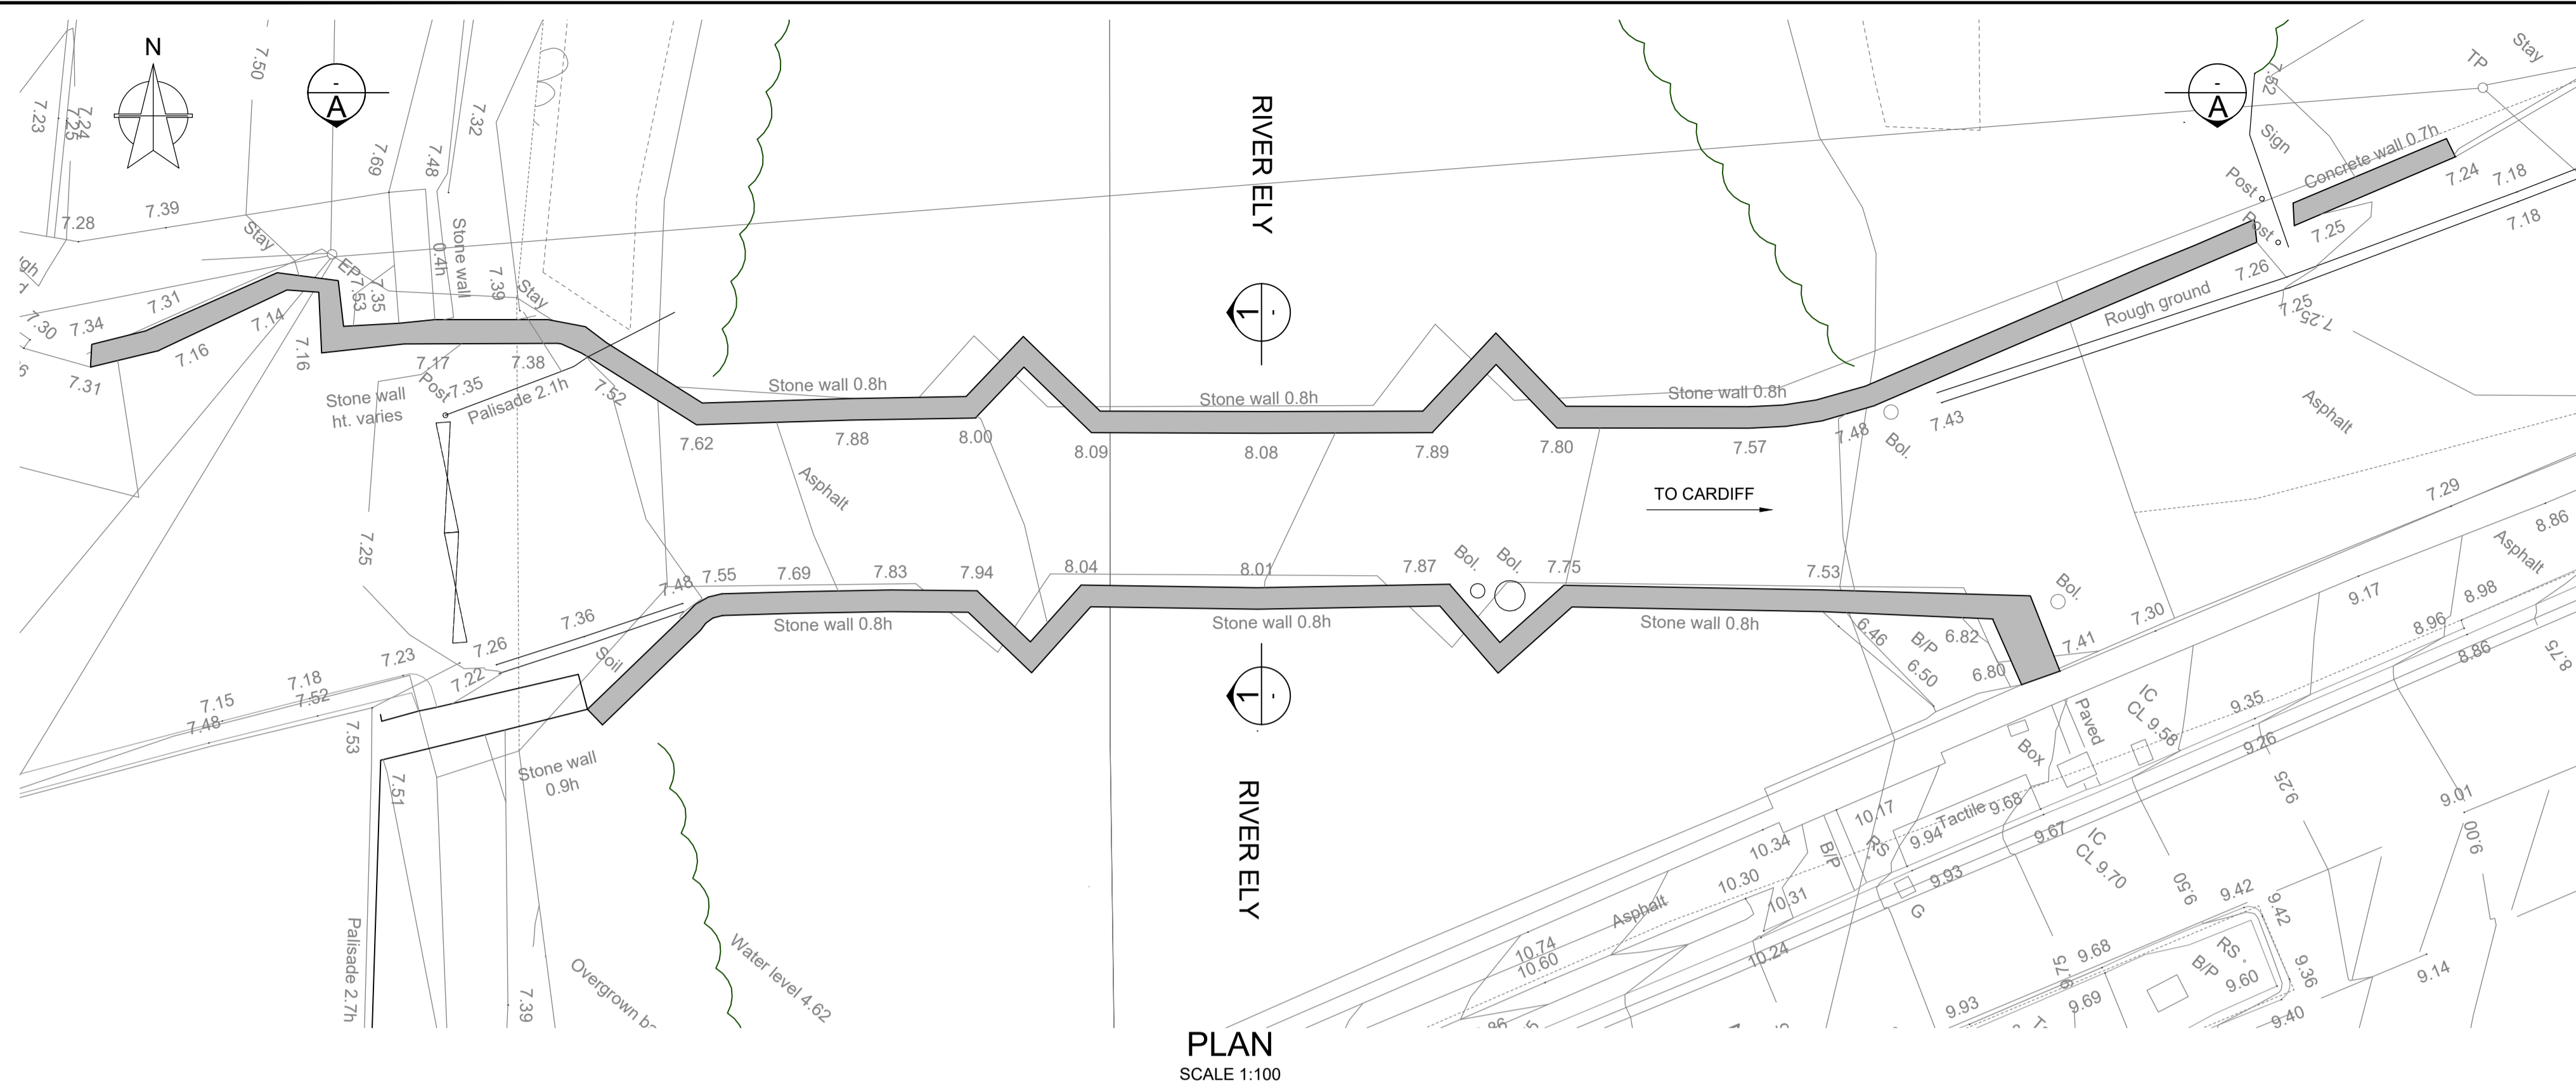 N
-
A
-
A
7.50
7.23
7.25
7.24
7.32
7.69
7.48
7.28
7.39
Stay
EP
7.53
7.35
0.4h
Stone wall
7.39
Stay
7.31
7.34
7.30
7.14
7.16
7.16
7.31
7.17
7.38
Post
7.35
Palisade 2.1h
7.52
Stone wall
ht. varies
RIVER ELY
1
-
TP
Stay
7.52
Sign
Post
Post
Concrete wall 0.7h
7.24
7.18
7.18
7.25
7.26
Rough ground
7.25
7.25
Stone wall 0.8h
Stone wall 0.8h
Stone wall 0.8h
7.62
7.88
8.00
8.09
8.08
7.89
7.80
7.57
7.48
Bol.
7.43
Asphalt
Asphalt
TO CARDIFF
7.25
7.29
8.86
Asphalt
7.48
7.55
7.69
7.83
7.94
8.04
8.01
7.87
Bol.
Bol.
7.75
7.53
Bol.
Stone wall 0.8h
Stone wall 0.8h
Stone wall 0.8h
6.46
B/P
6.82
6.50
6.80
7.41
7.30
9.17
8.98
8.96
8.86
8.75
7.36
7.26
7.23
7.22
Soil
7.18
7.52
7.15
7.48
7.53
7.51
Stone wall
0.9h
1
-
RIVER ELY
Paved
IC
CL 9.58
Box
9.35
9.26
9.25
9.01
9.00
10.17
9.94
Tactile
9.68
9.67
IC
CL 9.70
RS
B/P
10.34
10.30
10.31
9.93
G
9.50
9.42
9.42
Asphalt
10.74
10.60
10.24
9.75
9.68
RS
B/P
9.60
9.36
9.14
9.93
9.69
9.40
Palisade 2.7h
7.39
Overgrown
Water level 4.62
PLAN
SCALE 1:100